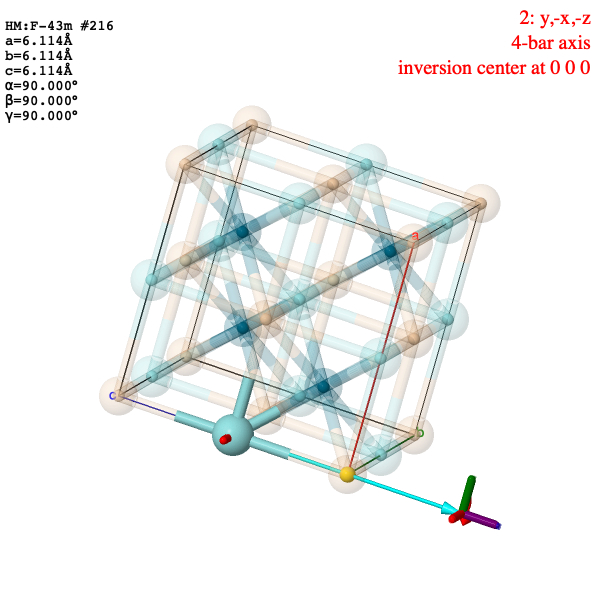 HM:F-43m #216
a=6.114Å
b=6.114Å
c=6.114Å
α=90.000°
β=90.000°
γ=90.000°
2: y,-x,-z
4-bar axis
inversion center at 0 0 0
a
c
b